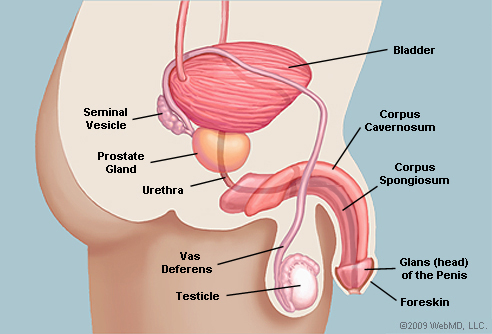 Bladder
Seminal
Vesicle
Corpus
Cavernosum
Prostate
Gland
Corpus
Spongiosum
Urethra
Vas
Deferens
Glans (head)
of the Penis
Testicle
Foreskin
©2009 WebMD, LLC.